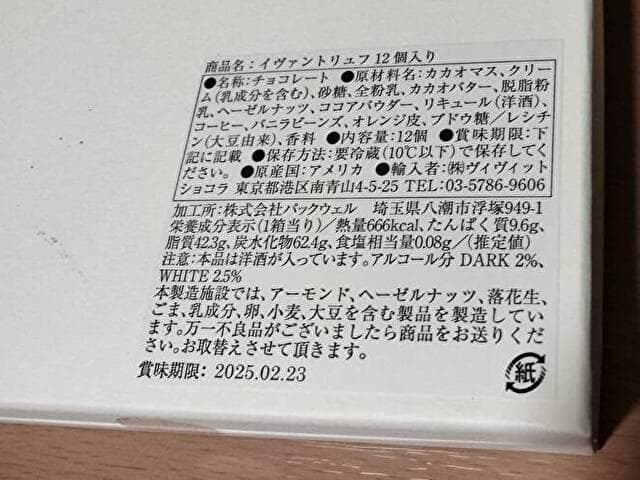 商品名：イヴァントリュフ12個入り
●名称：チョコレート ●原材料名：カカオマス、クリー
ム(乳成分を含む)、砂糖、全粉乳、カカオバター、脱脂粉
乳、ヘーゼルナッツ、ココアパウダー、リキュール(洋酒)、
コーヒー、バニラビーンズ、オレンジ皮、ブドウ糖／レシチ
ン(大豆由来)、香料 ●内容量：12個 ●賞味期限：下
記に記載 ●保存方法：要冷蔵(10℃以下)で保存してく
ださい。●原産国：アメリカ ●輸入者：㈱ヴィヴィット
ショコラ 東京都港区南青山4-5-25 TEL：03-5786-9606
加工所：株式会社パックウェル 埼玉県八潮市浮塚949-1
栄養成分表示(1箱当り)／熱量666kcal、たんぱく質9.6g、
脂質42.3g、炭水化物62.4g、食塩相当量0.08g／(推定値)
注意：本品は洋酒が入っています。アルコール分 DARK 2%、
WHITE 2.5%
本製造施設では、アーモンド、ヘーゼルナッツ、落花生、
ごま、乳成分、卵、小麦、大豆を含む製品を製造してい
ます。万一不良品がございましたら商品をお送りくだ
さい。お取替えさせて頂きます。
賞味期限： 2025.02.23
紙